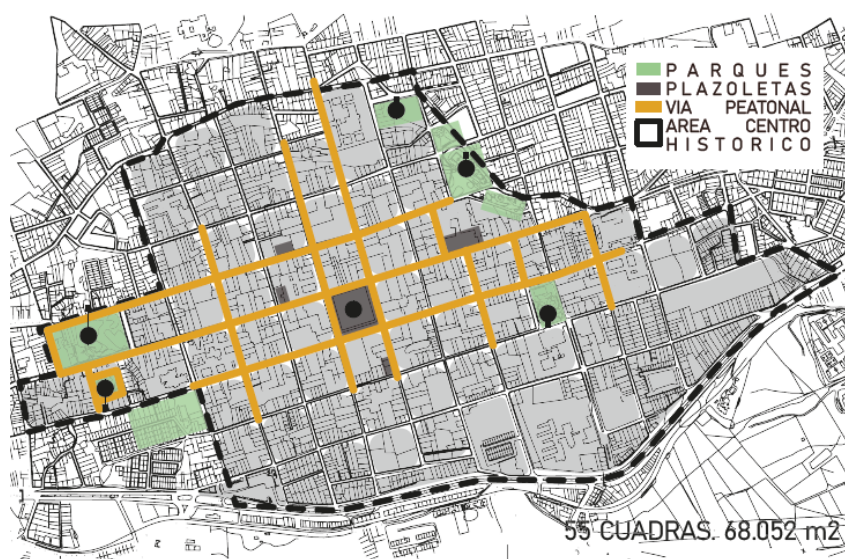 PARQUES
PLAZOLETAS
VIA PEATONAL
AREA CENTRO
HISTORICO
55 CUADRAS. 68.052 m2